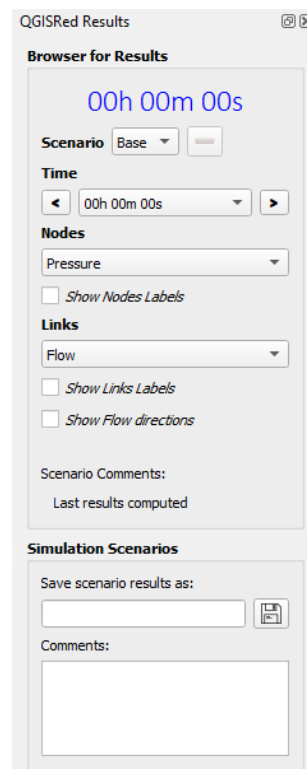 QGISRed Results
Browser for Results
00h 00m 00s
Scenario Base
Time
< 00h 00m 00s >
Nodes
Pressure
Show Nodes Labels
Links
Flow
Show Links Labels
Show Flow directions
Scenario Comments:
Last results computed
Simulation Scenarios
Save scenario results as:
Comments: